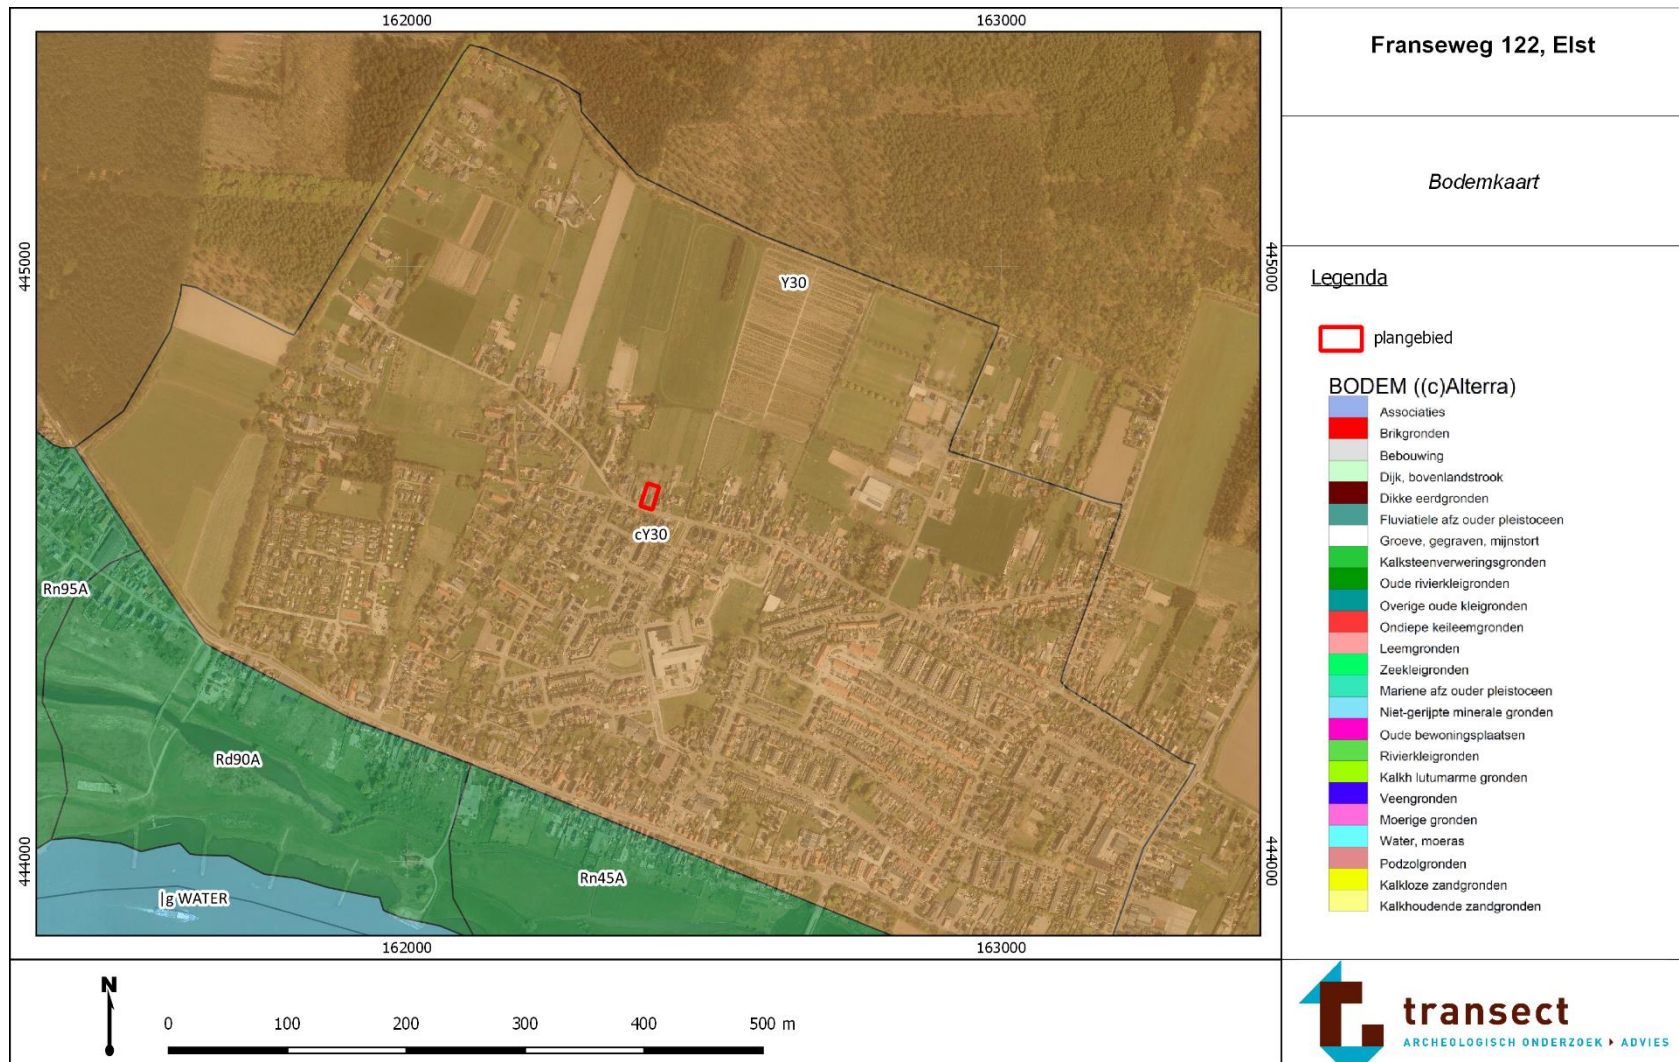 162000
163000
445000
445000
444000
444000
Y30
cY30
Rn95A
Rd90A
Rn45A
|g WATER
162000
163000
Franseweg 122, Elst
Bodemkaart
Legenda
plangebied
BODEM ((c)Alterra)
Associaties
Brikgronden
Bebouwing
Dijk, bovenlandstrook
Dikke eerdgronden
Fluviatiele afz ouder pleistoceen
Groeve, gegraven, mijnstort
Kalksteenverweringsgronden
Oude rivierkleigronden
Overige oude kleigronden
Ondiepe keileemgronden
Leemgronden
Zeekleigronden
Mariene afz ouder pleistoceen
Niet-gerijpte minerale gronden
Oude bewoningsplaatsen
Rivierkleigronden
Kalkh lutumarme gronden
Veengronden
Moerige gronden
Water, moeras
Podzolgronden
Kalkloze zandgronden
Kalkhoudende zandgronden
N
0 100 200 300 400 500 m
transect
ARCHEOLOGISCH ONDERZOEK ▶ ADVIES